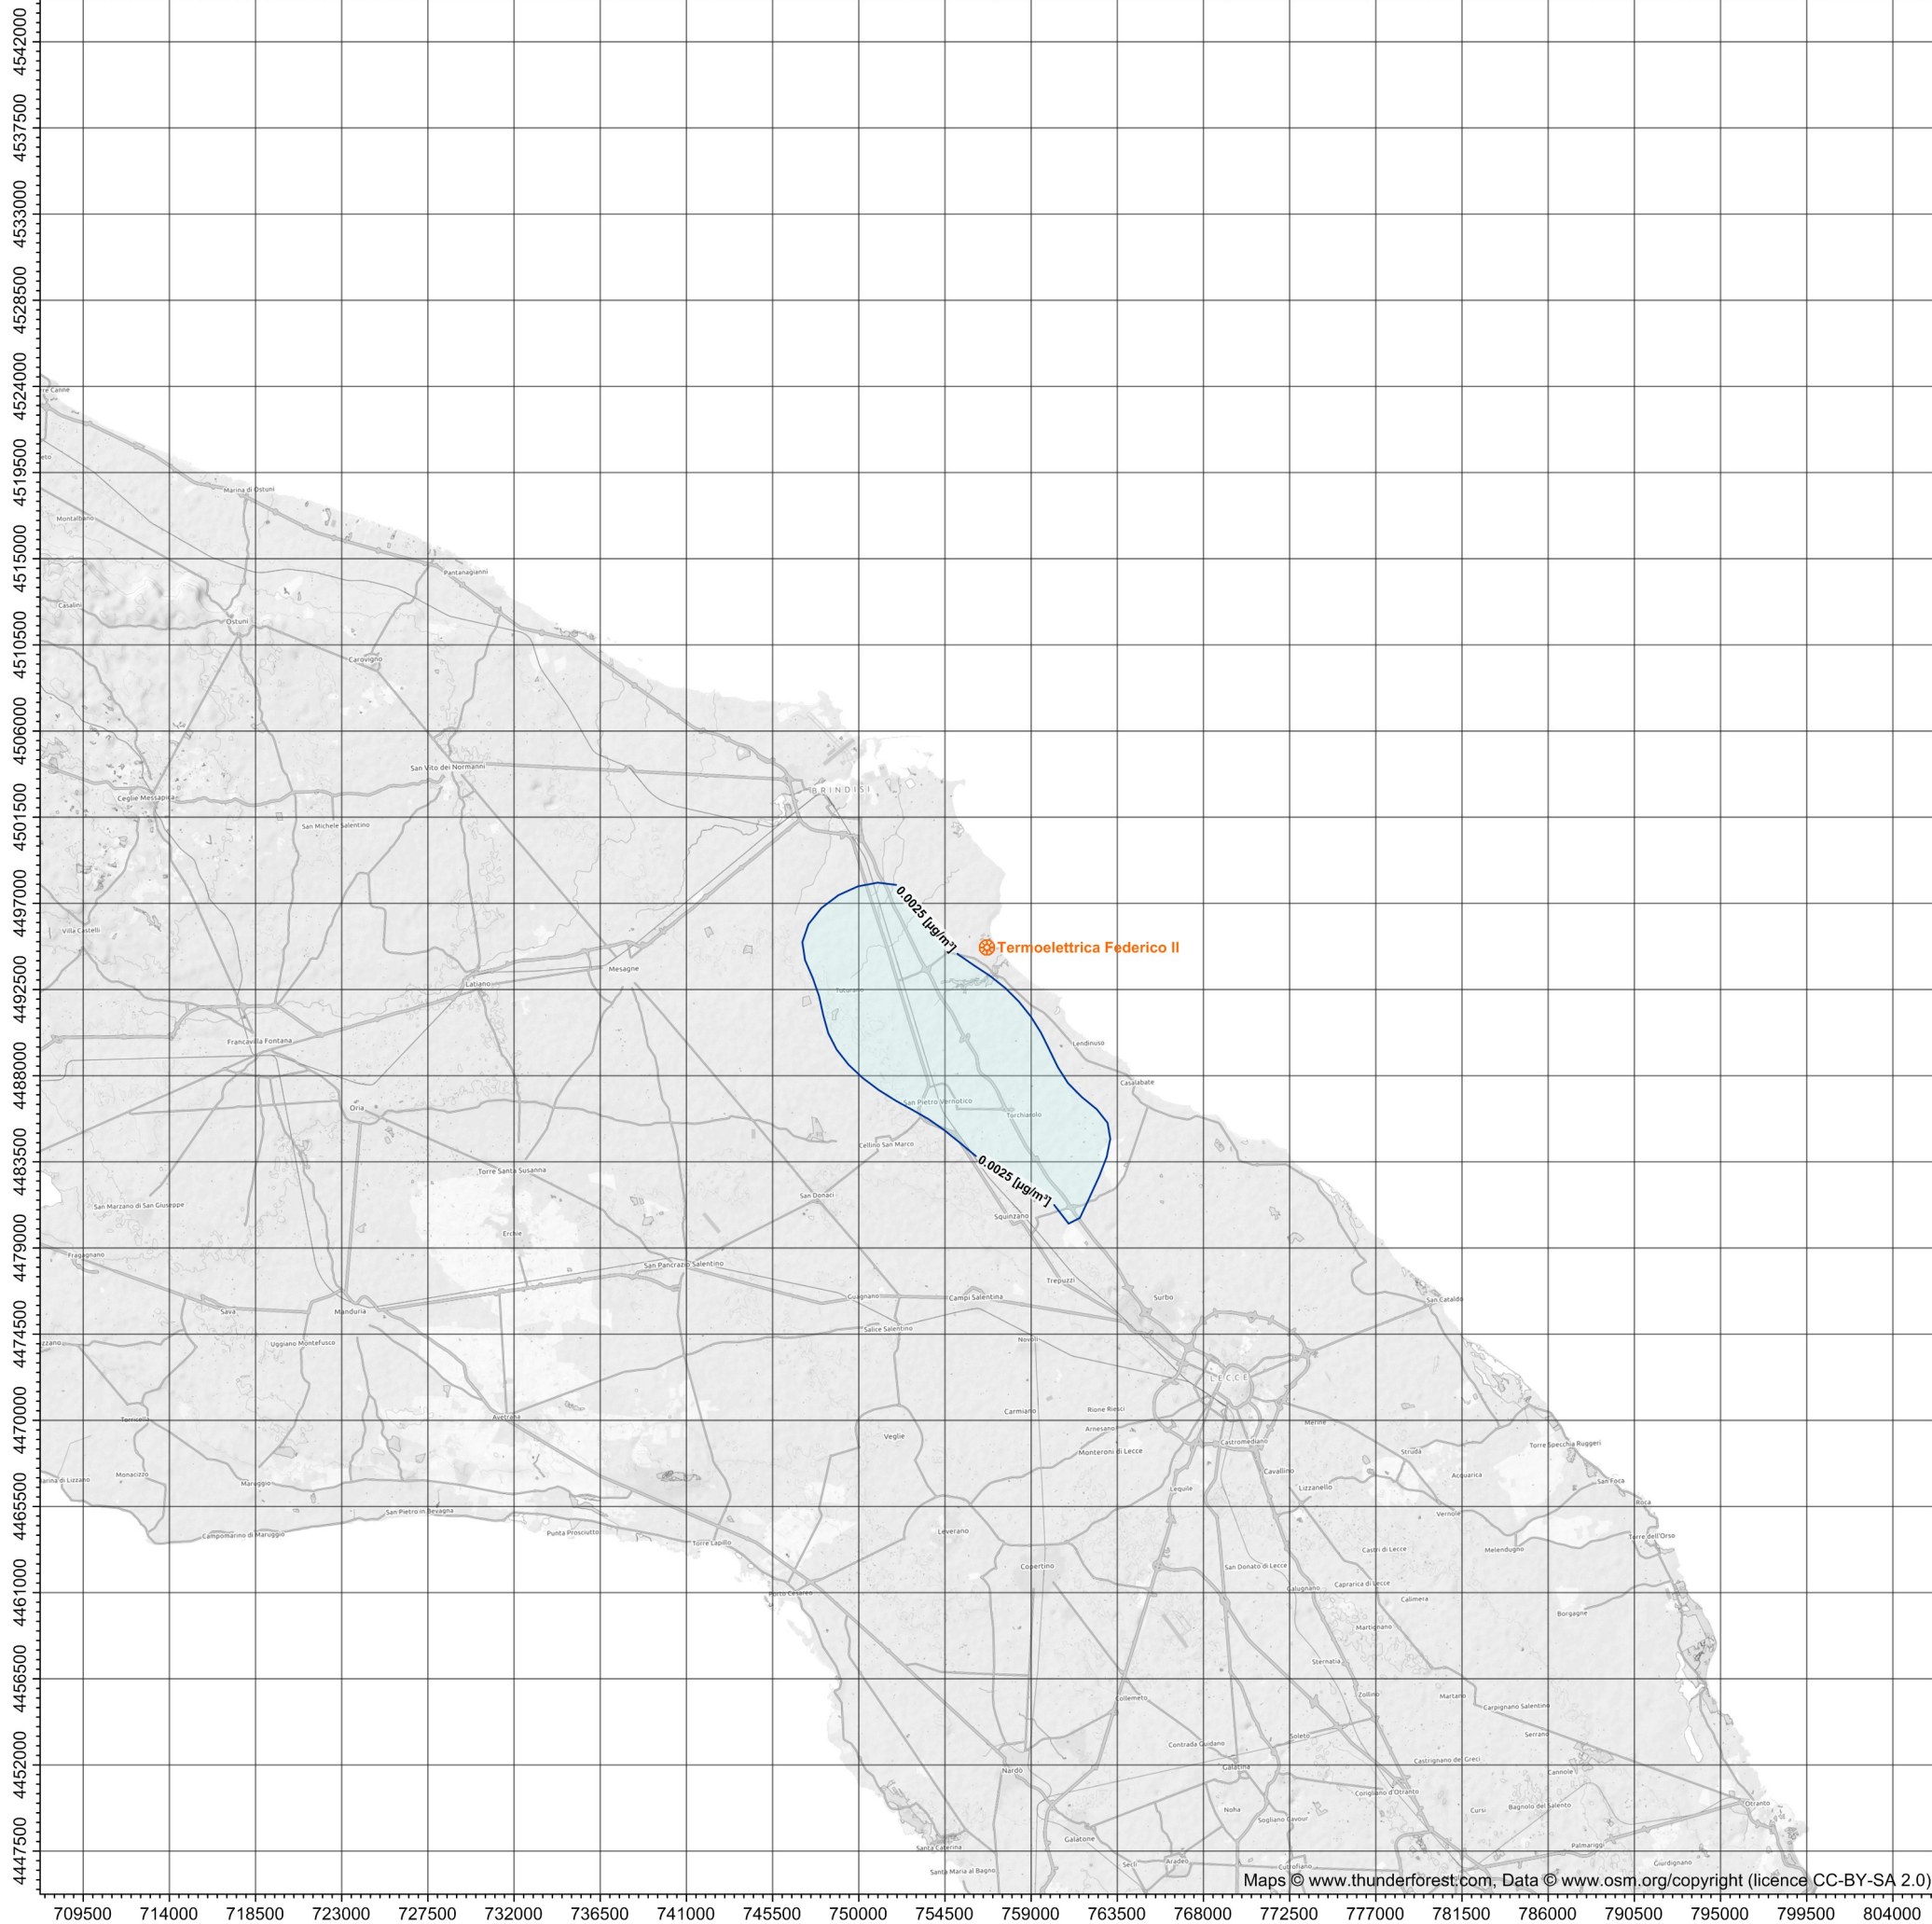 4542000
4537500
4533000
4528500
4524000
4519500
4515000
4510500
4506000
4501500
4497000
4492500
4488000
4483500
4479000
4474500
4470000
4465500
4461000
4456500
4452000
4447500
re Canne
eto
Marina di Ostuni
Montalbano
Pantanagianni
Casalini
Ostuni
Carovigno
San Vito dei Normanni
BRINDISI
Ceglie Messapica
San Michele Salentino
0.0025 [µg/m³]
Villa Castelli
Termoelettrica Federico II
Mesagne
Latiano
Tuturano
Francavilla Fontana
Lendinuso
Casalabate
Oria
San Pietro Vernotico
Torchiarolo
Cellino San Marco
Torre Santa Susanna
0.0025 [µg/m³]
San Donaci
San Marzano di San Giuseppe
Squinzano
Erchie
Fragagnano
San Pancrazio Salentino
Trepuzzi
Guagnano
Campi Salentina
Surbo
San Cataldo
Sava
Manduria
Salice Salentino
Novoli
Uggiano Montefusco
zzano
LECCE
Carmiano
Rione Riesci
Avetrana
Torricella
Arnesano
Merine
Veglie
Castromediano
Torre Specchia Ruggeri
Monteroni di Lecce
Struda
Cavallino
Acquarica
Monacizzo
arina di Lizzano
Maruggio
San Foca
Lequile
Lizzanello
Roca
San Pietro in Bevagna
Vernole
Campomarino di Maruggio
Punta Prosciutto
Leverano
Torre dell'Orso
Torre Lapillo
Castri di Lecce
Melendugno
Copertino
San Donato di Lecce
Caprarica di Lecce
Galugnano
Porto Cesareo
Calimera
Borgagne
Martignano
Sternatia
Zollino
Martano
Collemeto
Carpignano Salentino
Soleto
Serrano
Contrada Guidano
Castrignano de' Greci
Galatina
Nardò
Cannole
Corigliano d'Otranto
Otranto
Noha
Cursi
Bagnolo del Salento
Sogliano Cavour
Galatone
Palmariggi
Santa Caterina
Secli
Aradeo
Cutrofiano
Giurdignano
Santa Maria al Bagno
Maps © www.thunderforest.com, Data © www.osm.org/copyright (licence CC-BY-SA 2.0)
709500 714000 718500 723000 727500 732000 736500 741000 745500 750000 754500 759000 763500 768000 772500 777000 781500 786000 790500 795000 799500 804000